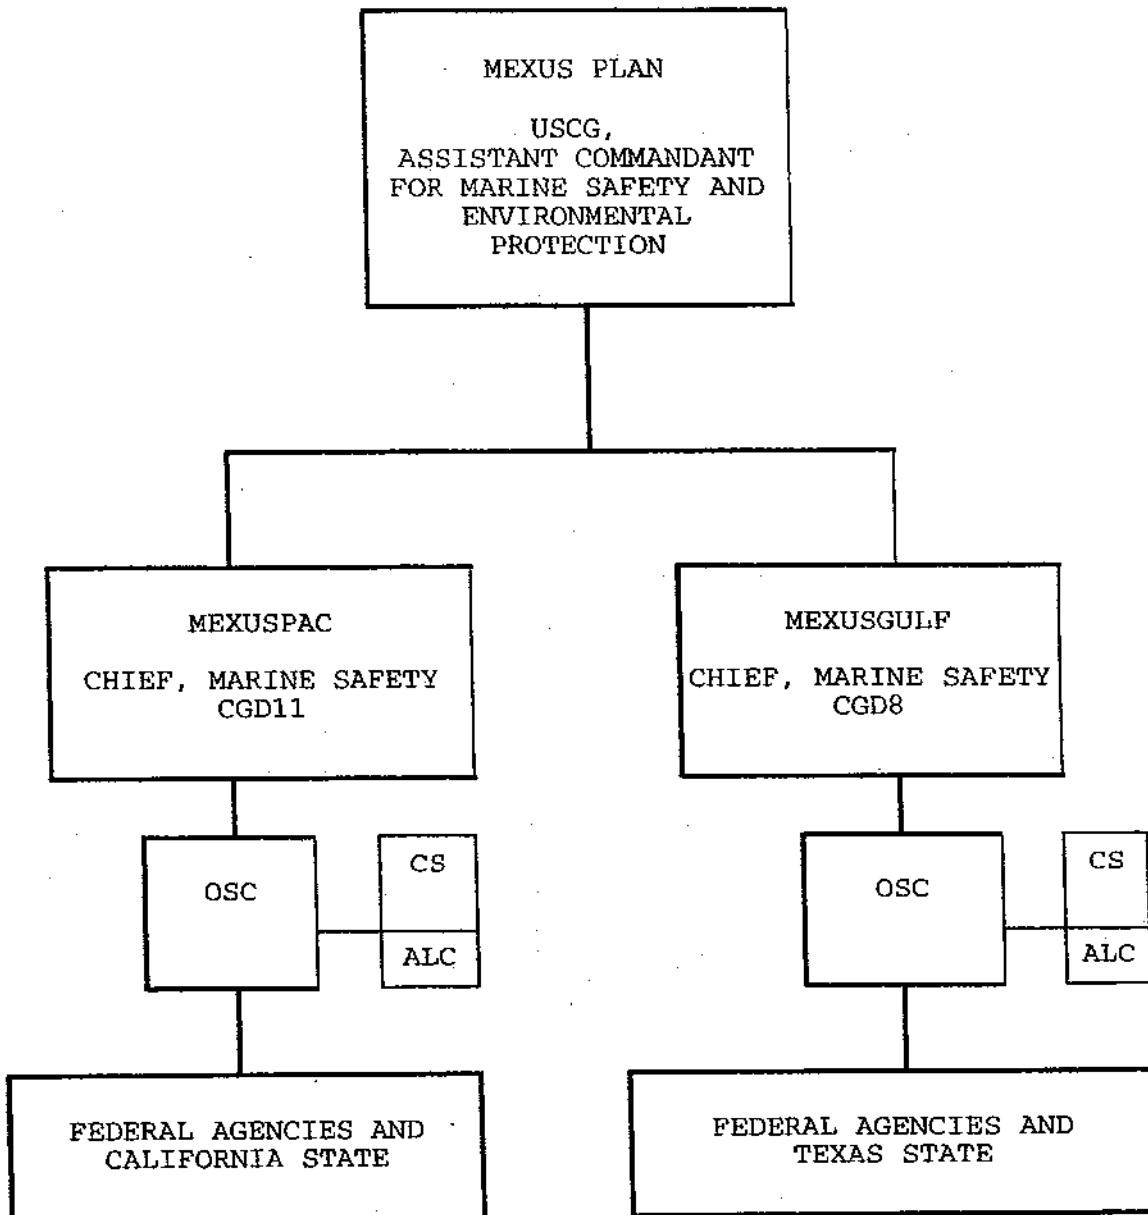 MEXUS PLAN
USCG,
ASSISTANT COMMANDANT
FOR MARINE SAFETY AND
ENVIRONMENTAL
PROTECTION
MEXUSPAC
CHIEF, MARINE SAFETY
CGD11
MEXUSGULF
CHIEF, MARINE SAFETY
CGD8
OSC
CS
ALC
OSC
CS
ALC
FEDERAL AGENCIES AND
CALIFORNIA STATE
FEDERAL AGENCIES AND
TEXAS STATE